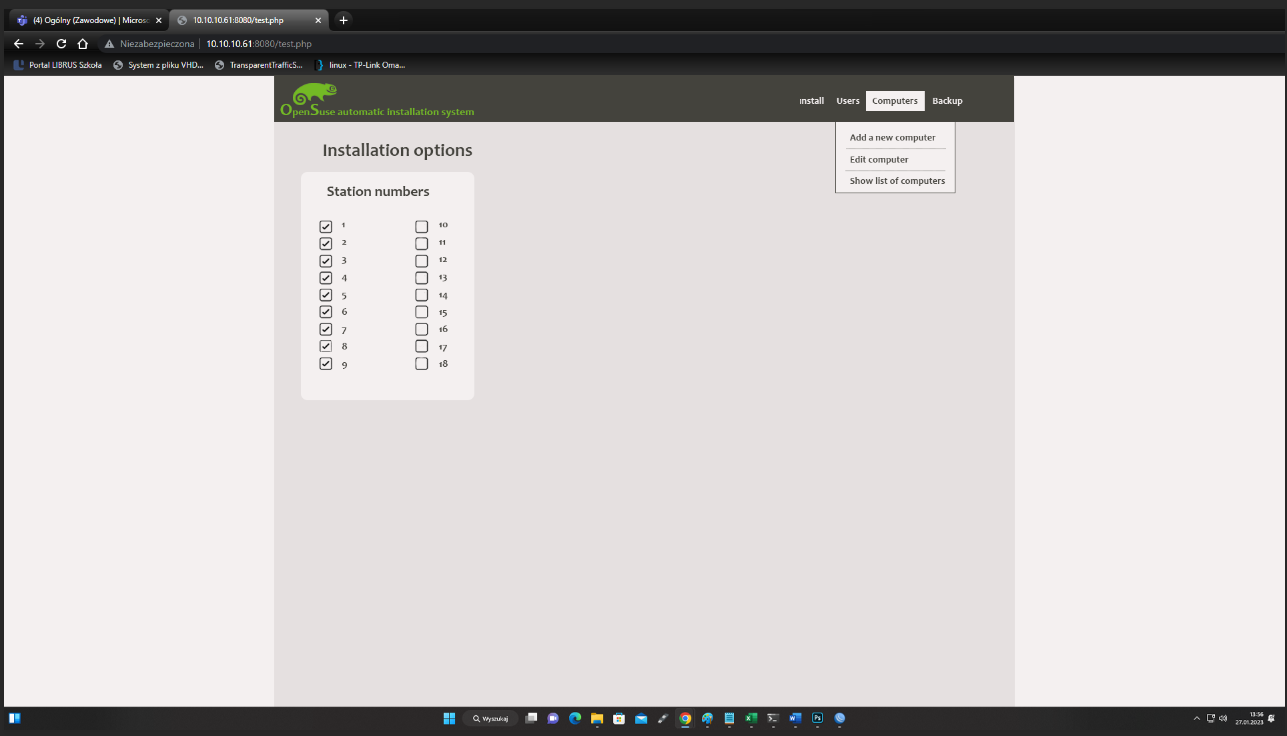 (4) Ogólny (Zawodowe) | Microsc
10.10.10.61:8080/test.php
Niezabezpieczona
10.10.10.61:8080/test.php
Portal LIBRUS Szkoła
System z pliku VHD...
TransparentTrafficS...
linux - TP-Link Oma...
OpenSuse automatic installation system
Install Users Computers Backup
Add a new computer
Edit computer
Show list of computers
Installation options
Station numbers
1 10
2 11
3 12
4 13
5 14
6 15
7 16
8 17
9 18
Wyszukaj
13:56
27.01.2023